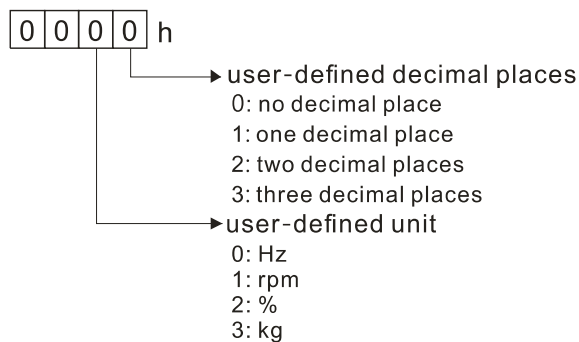 0 0 0 0 h
user-defined decimal places
0: no decimal place
1: one decimal place
2: two decimal places
3: three decimal places
user-defined unit
0: Hz
1: rpm
2: %
3: kg